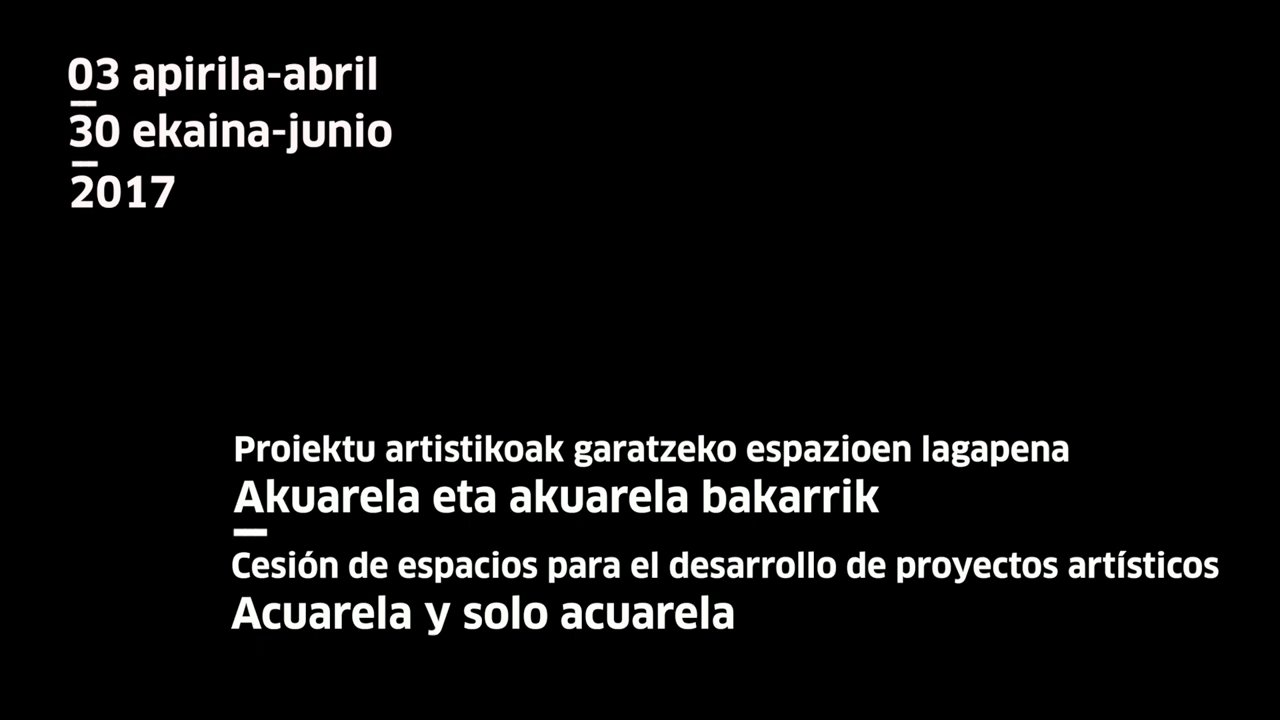 03 apirila-abril
30 ekaina-junio
2017
Proiektu artistikoak garatzeko espazioen lagapena
Akuarela eta akuarela bakarrik
Cesión de espacios para el desarrollo de proyectos artísticos
Acuarela y solo acuarela